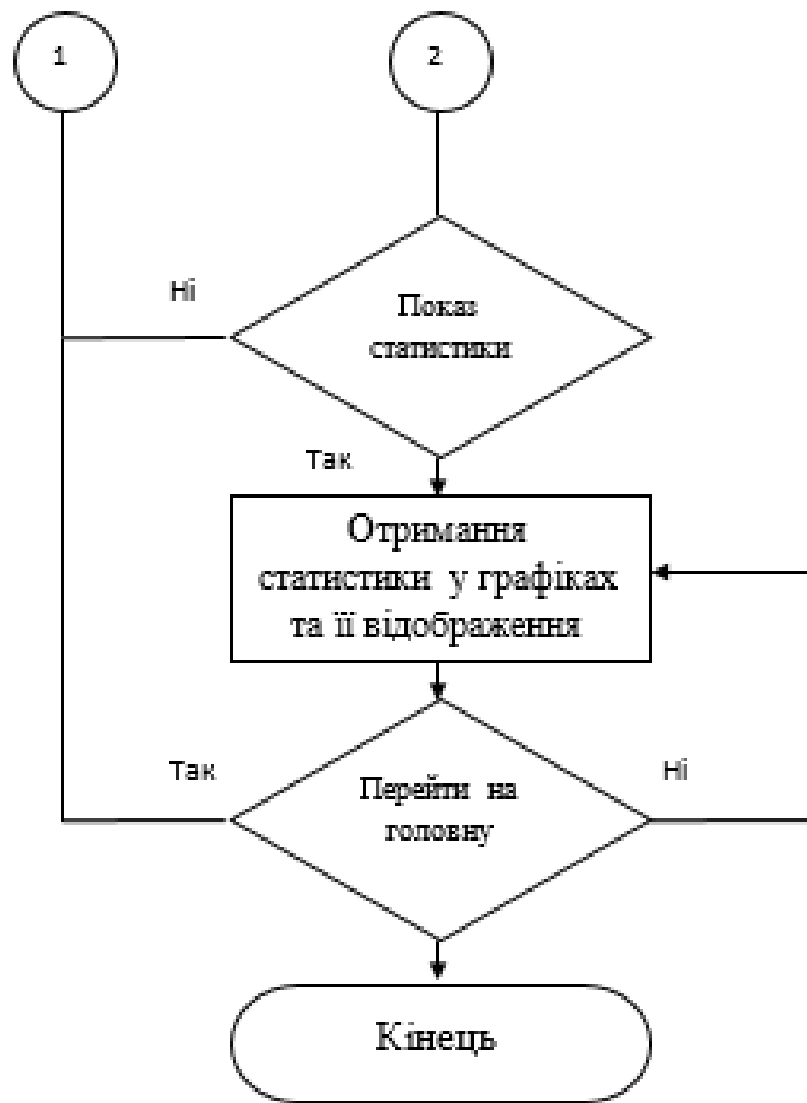 1
2
Ні
Показ
статистики
Так
Отримання
статистики у графіках
та її відображення
Так
Ні
Перейти на
головну
Кінець